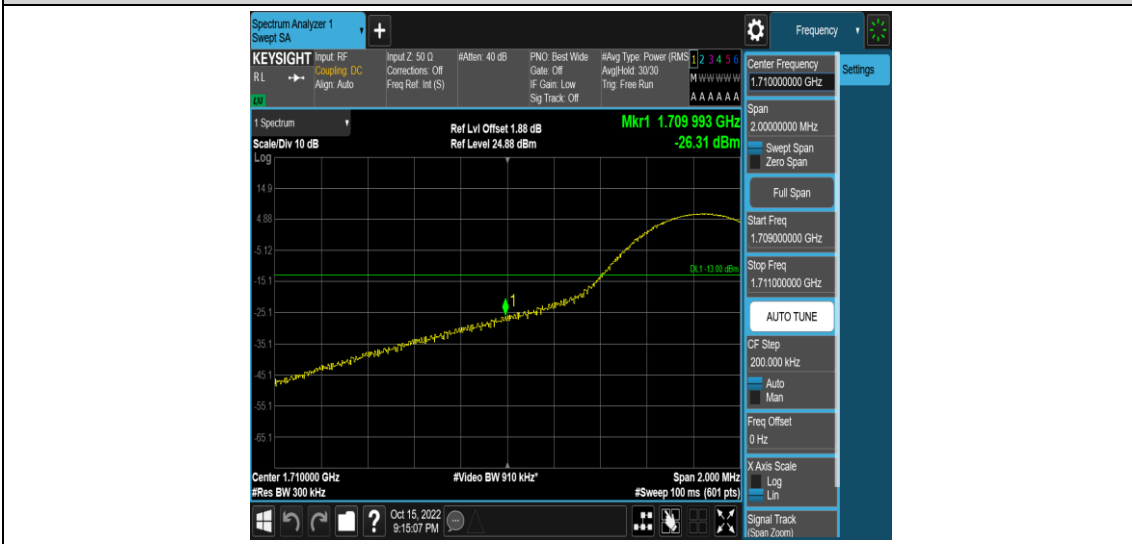 Spectrum Analyzer 1
Swept SA
+
Frequency
KEYSIGHT
RL
LXI
Input: RF
Coupling: DC
Align: Auto
Input Z: 50 Ω
Corrections: Off
Freq Ref: Int (S)
#Atten: 40 dB
PNO: Best Wide
Gate: Off
IF Gain: Low
Sig Track: Off
#Avg Type: Power (RMS
Avg|Hold: 30/30
Trig: Free Run
1 2 3 4 5 6
M W W W W W
A A A A A A
1 Spectrum
Scale/Div 10 dB
Log
Ref Lvl Offset 1.88 dB
Ref Level 24.88 dBm
Mkr1 1.709 993 GHz
-26.31 dBm
14.9
4.88
-5.12
-15.1
-25.1
-35.1
-45.1
-55.1
-65.1
DL1 -13.00 dBm
1
Center 1.710000 GHz
#Res BW 300 kHz
#Video BW 910 kHz*
Span 2.000 MHz
#Sweep 100 ms (601 pts)
?
Oct 15, 2022
9:15:07 PM
Center Frequency
1.710000000 GHz
Settings
Span
2.00000000 MHz
Swept Span
Zero Span
Full Span
Start Freq
1.709000000 GHz
Stop Freq
1.711000000 GHz
AUTO TUNE
CF Step
200.000 kHz
Auto
Man
Freq Offset
0 Hz
X Axis Scale
Log
Lin
Signal Track
(Span Zoom)